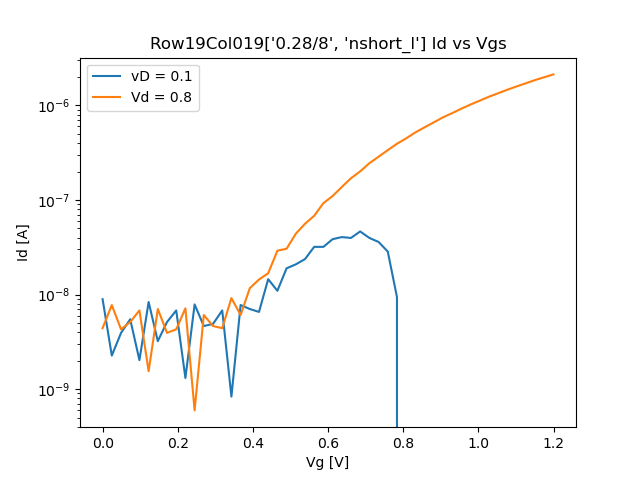 Row19Col019['0.28/8', 'nshort_l'] Id vs Vgs
vD = 0.1
Vd = 0.8
10⁻⁶
10⁻⁷
10⁻⁸
10⁻⁹
Id [A]
0.0 0.2 0.4 0.6 0.8 1.0 1.2
Vg [V]